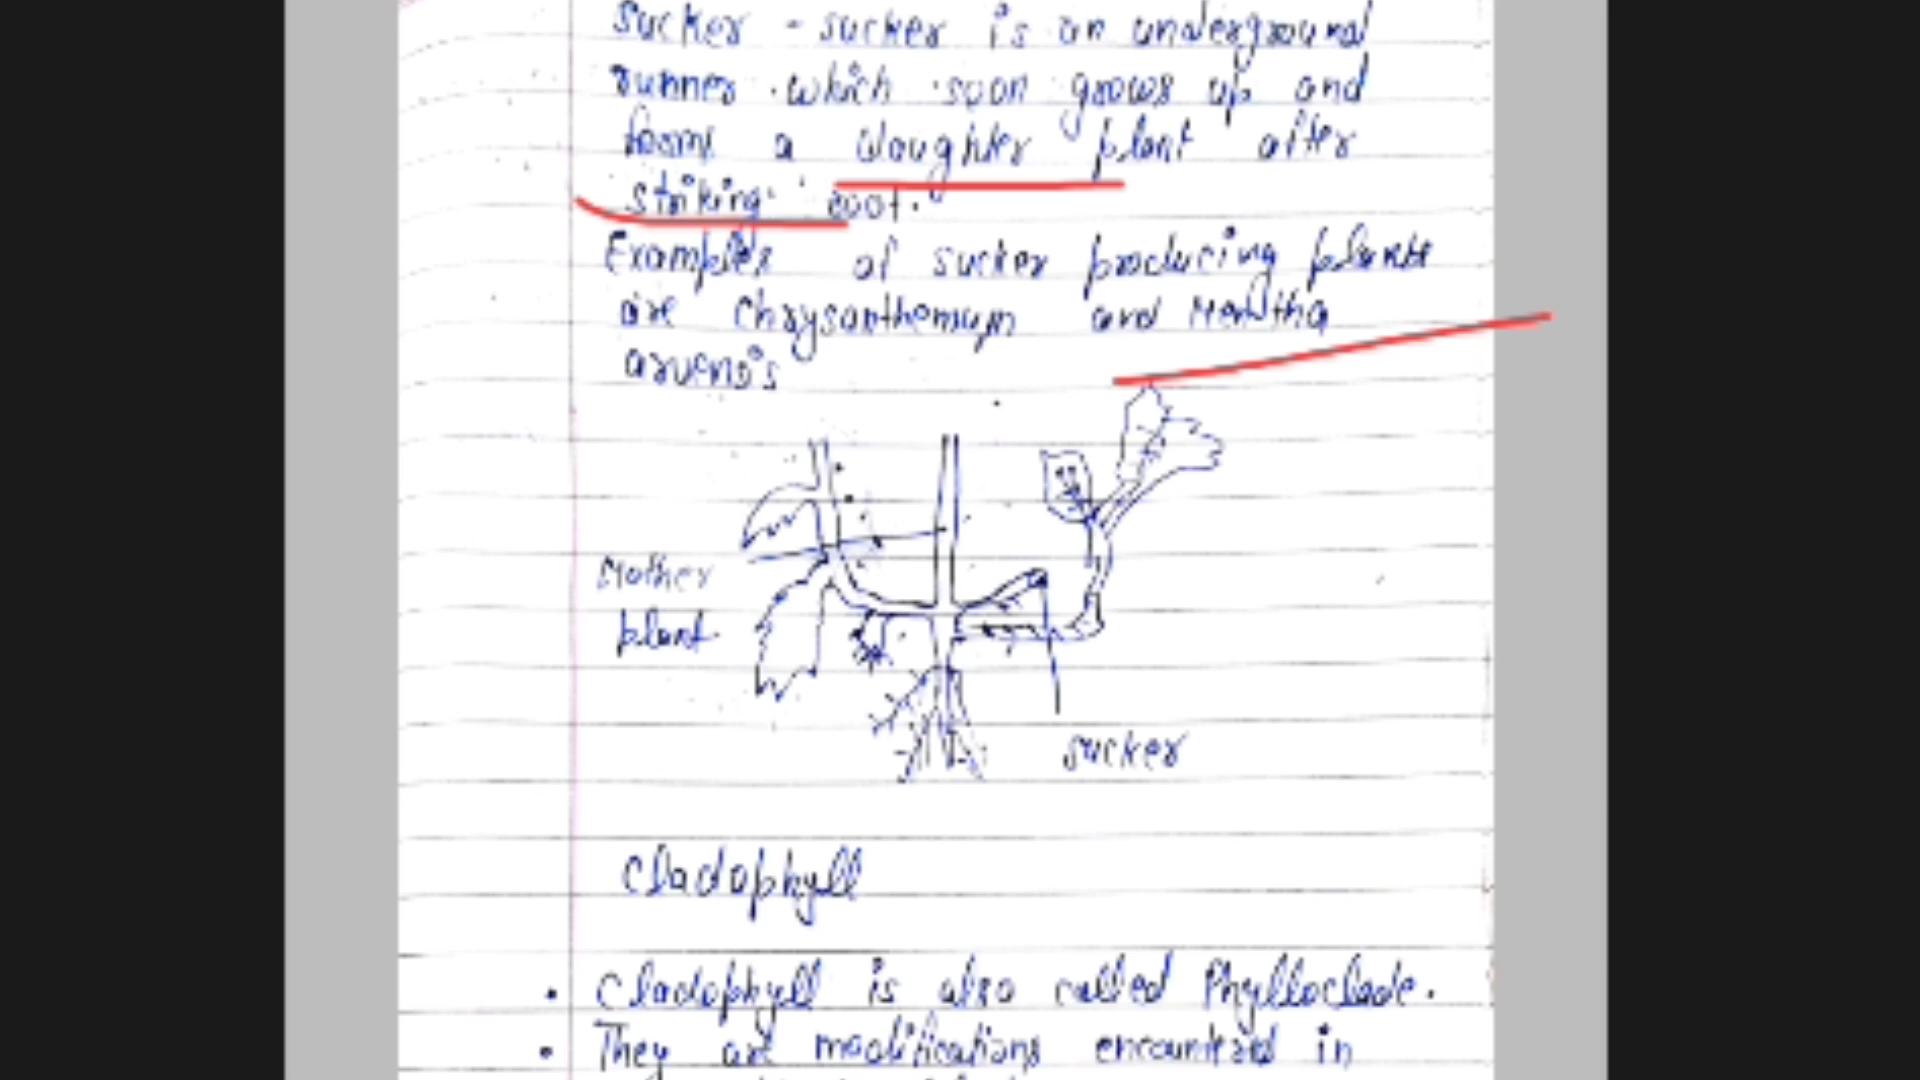 Sucker - sucker is an underground
runner which soon grows up and
forms a daughter plant after
striking root.
Examples of sucker producing plants
are Chrysanthemum and Mentha
arvensis
Mother
plant
sucker
Cladophyll
• Cladophyll is also called Phylloclade.
• They are modifications encountered in